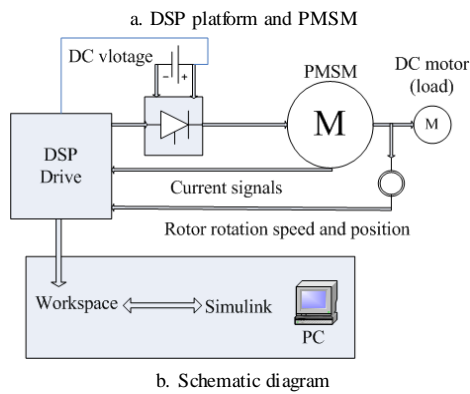 a. DSP platform and PMSM
DC vlotage
PMSM
DC motor
(load)
− +
M
M
DSP
Drive
Current signals
Rotor rotation speed and position
Workspace
Simulink
PC
b. Schematic diagram